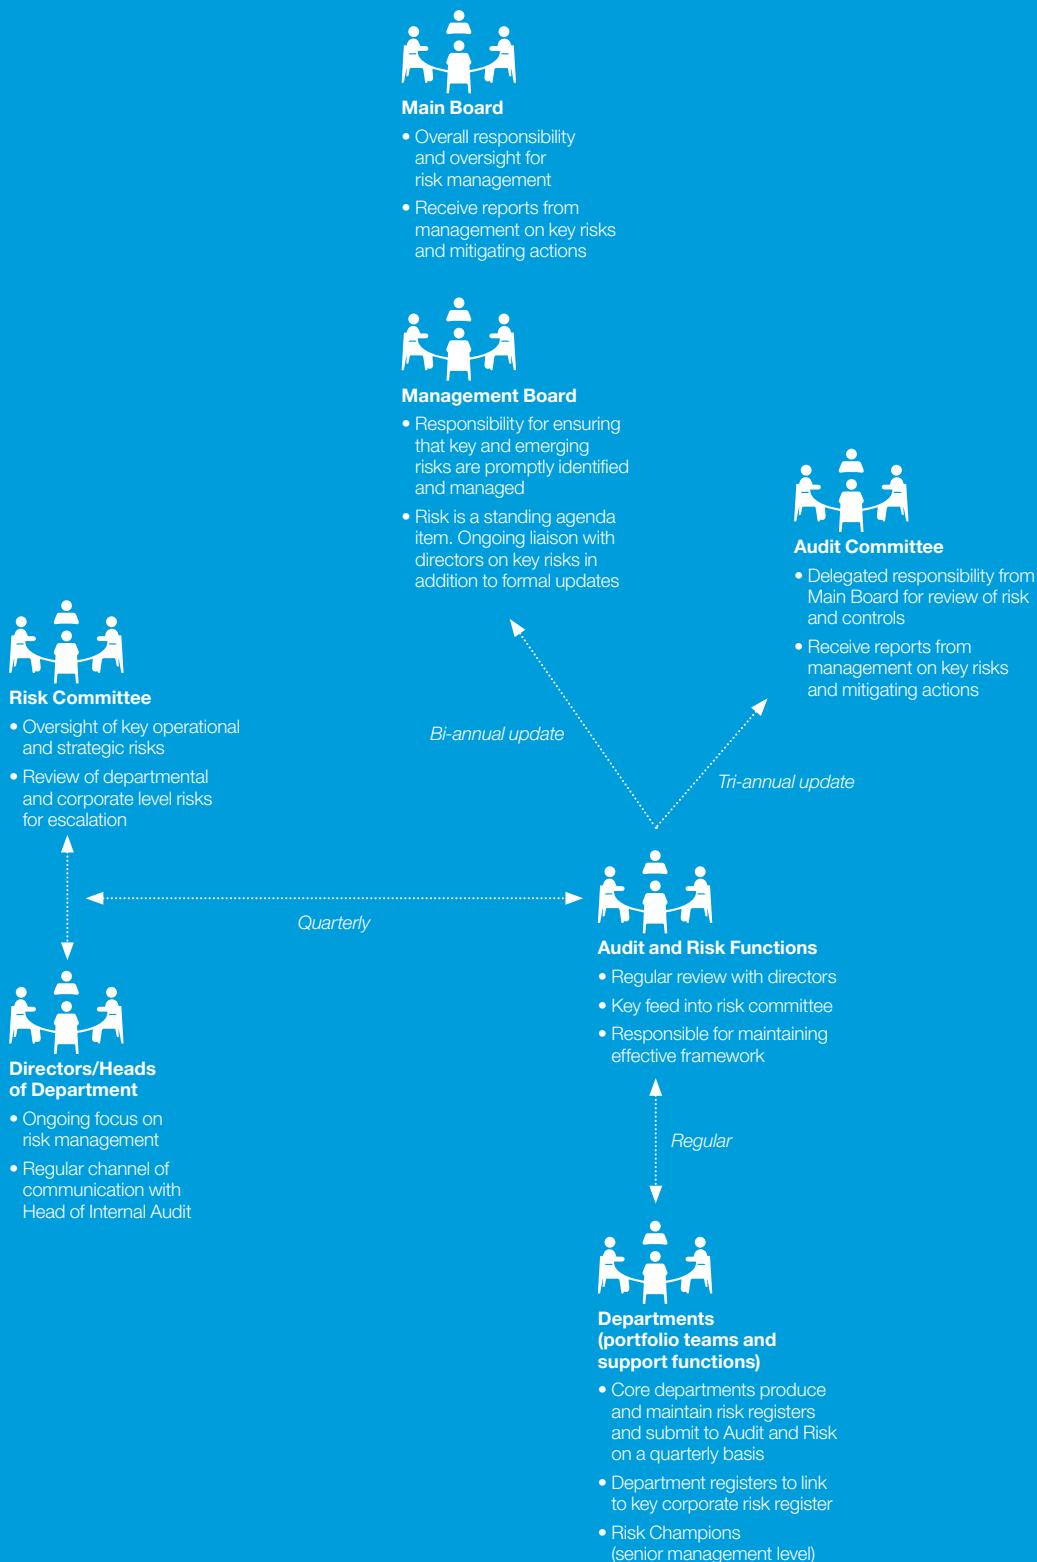 Main Board
• Overall responsibility
and oversight for
risk management
• Receive reports from
management on key risks
and mitigating actions
Management Board
• Responsibility for ensuring
that key and emerging
risks are promptly identified
and managed
• Risk is a standing agenda
item. Ongoing liaison with
directors on key risks in
addition to formal updates
Audit Committee
• Delegated responsibility from
Main Board for review of risk
and controls
• Receive reports from
management on key risks
and mitigating actions
Risk Committee
• Oversight of key operational
and strategic risks
• Review of departmental
and corporate level risks
for escalation
Bi-annual update
Tri-annual update
Quarterly
Audit and Risk Functions
• Regular review with directors
• Key feed into risk committee
• Responsible for maintaining
effective framework
Directors/Heads
of Department
• Ongoing focus on
risk management
• Regular channel of
communication with
Head of Internal Audit
Regular
Departments
(portfolio teams and
support functions)
• Core departments produce
and maintain risk registers
and submit to Audit and Risk
on a quarterly basis
• Department registers to link
to key corporate risk register
• Risk Champions
(senior management level)